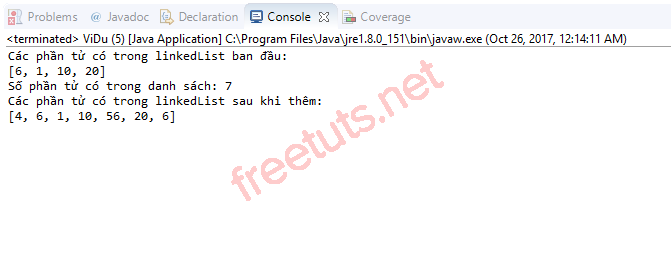 Problems @ Javadoc Declaration Console Coverage
<terminated> ViDu (5) [Java Application] C:\Program Files\Java\jre1.8.0_151\bin\javaw.exe (Oct 26, 2017, 12:14:11 AM)
Các phần tử có trong linkedList ban đầu:
[6, 1, 10, 20]
Số phần tử có trong danh sách: 7
Các phần tử có trong linkedList sau khi thêm:
[4, 6, 1, 10, 56, 20, 6]
freetuts.net